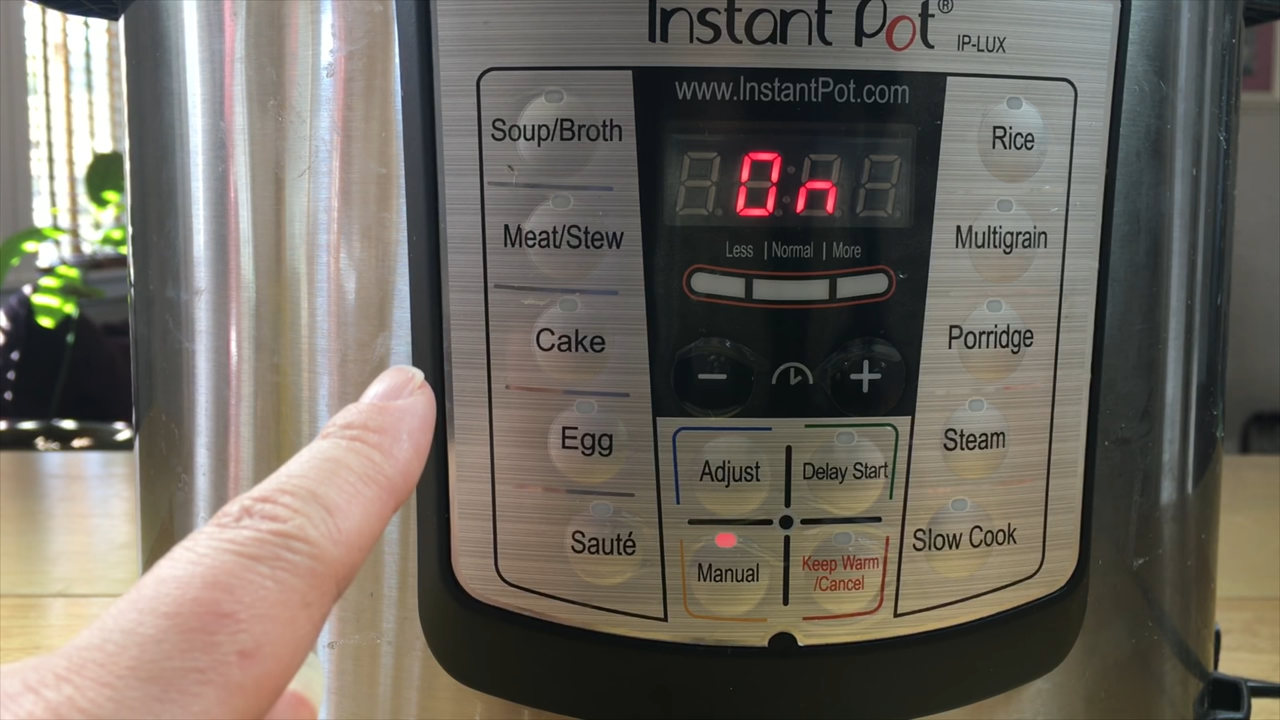 Instant Pot®
IP-LUX
www.InstantPot.com
On
Less | Normal | More
Soup/Broth
Meat/Stew
Cake
Egg
Sauté
Rice
Multigrain
Porridge
Steam
Slow Cook
− +
Adjust
Delay Start
Manual
Keep Warm
/Cancel